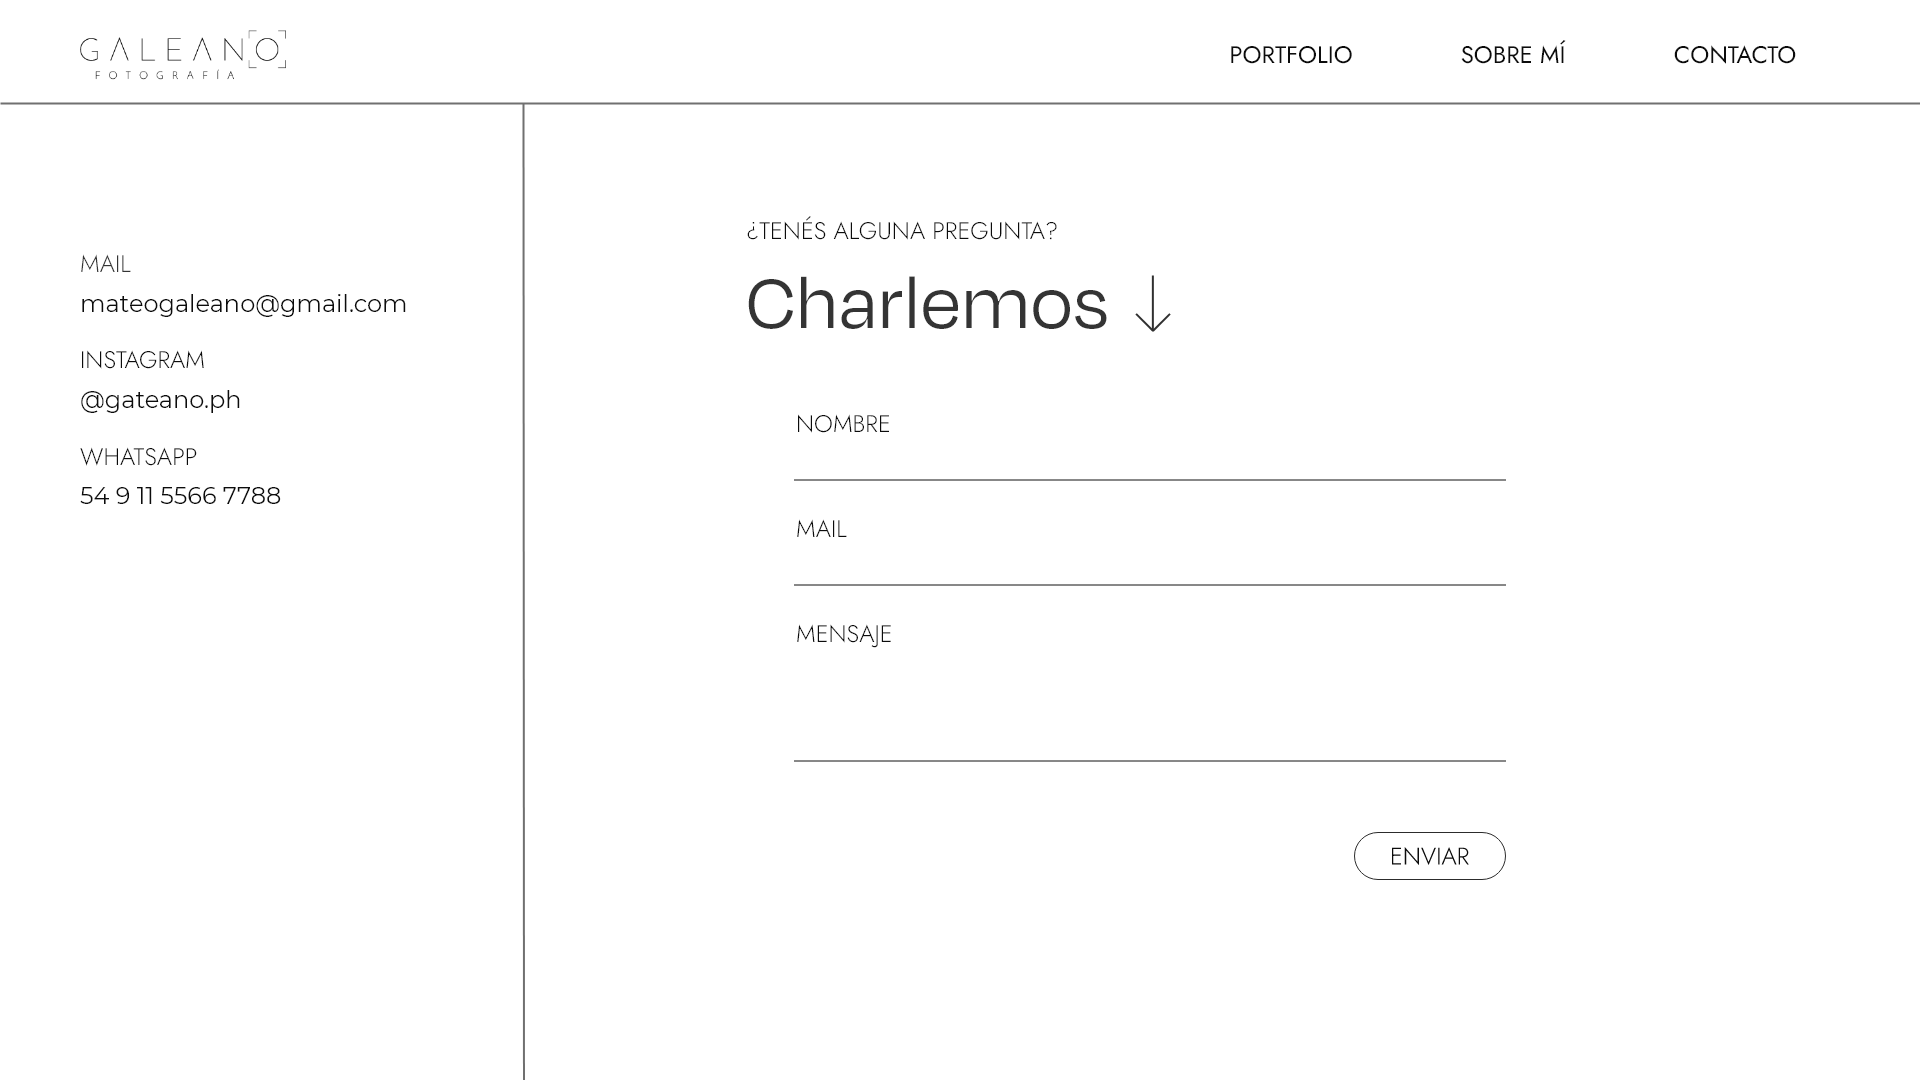 GALEANO
FOTOGRAFÍA
PORTFOLIO
SOBRE MÍ
CONTACTO
MAIL
mateogaleano@gmail.com
INSTAGRAM
@gateano.ph
WHATSAPP
54 9 11 5566 7788
¿TENÉS ALGUNA PREGUNTA?
Charlemos ↓
NOMBRE
MAIL
MENSAJE
ENVIAR